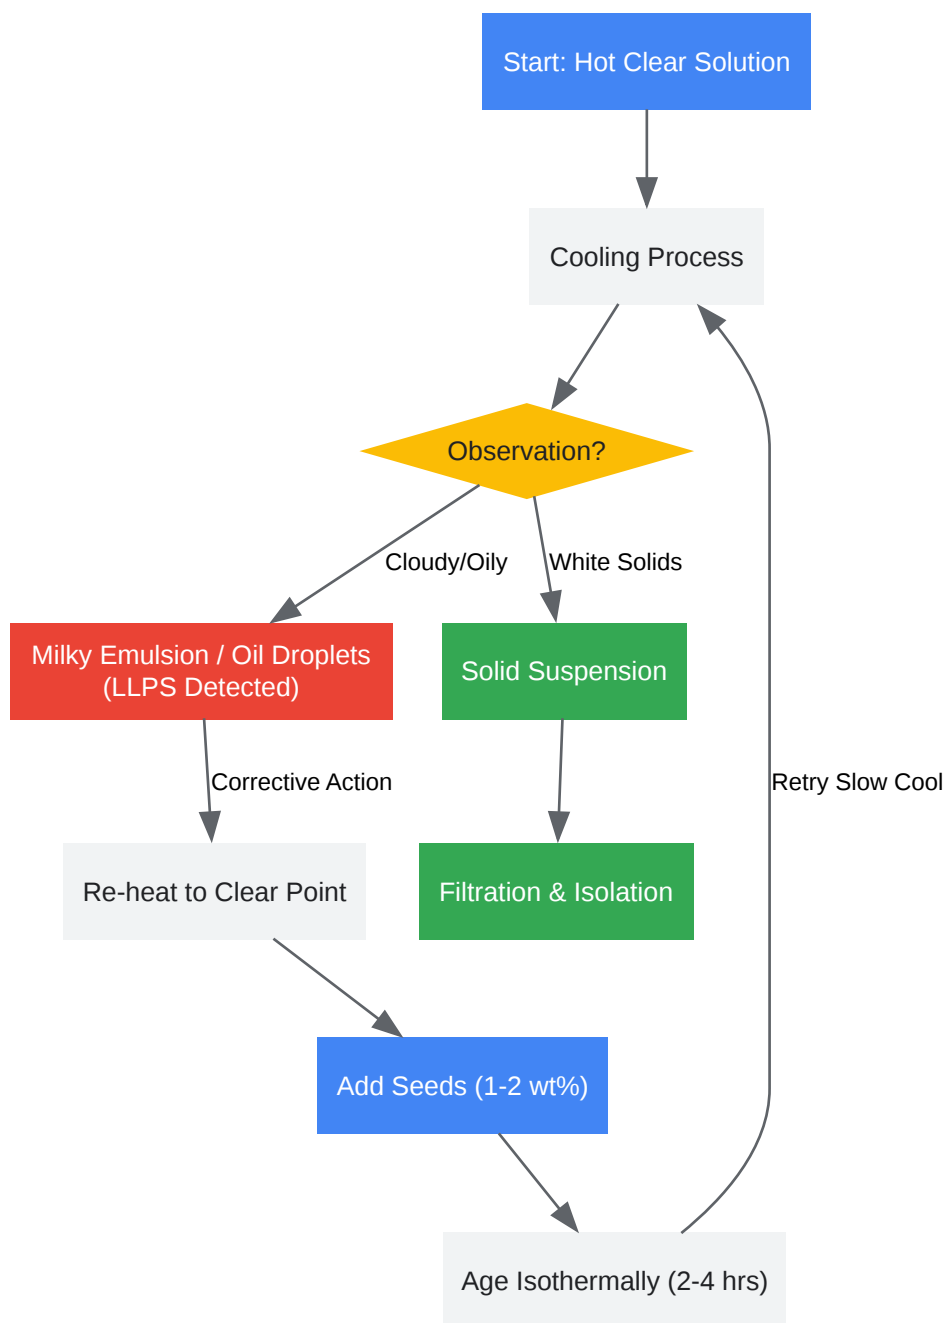 Start: Hot Clear Solution
Cooling Process
Observation?
Cloudy/Oily
White Solids
Milky Emulsion / Oil Droplets
(LLPS Detected)
Solid Suspension
Corrective Action
Retry Slow Cool
Re-heat to Clear Point
Filtration & Isolation
Add Seeds (1-2 wt%)
Age Isothermally (2-4 hrs)